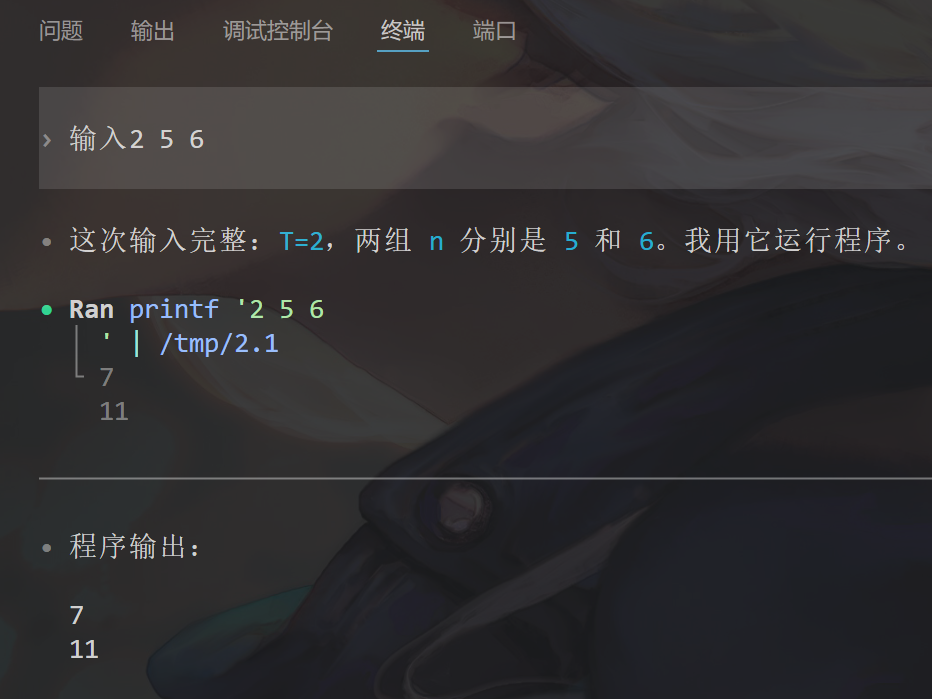 问题 输出 调试控制台 终端 端口
› 输入2 5 6
• 这次输入完整：T=2，两组 n 分别是 5 和 6。我用它运行程序。
• Ran printf '2 5 6
│ ' | /tmp/2.1
└ 7
11
• 程序输出：
7
11